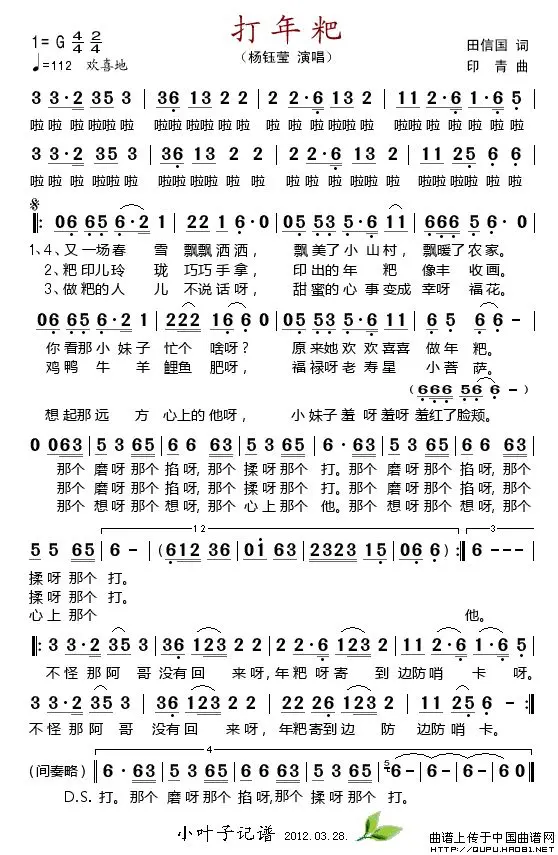 打年粑
（杨钰莹 演唱）
1=G 4/4 2/4
♩=112 欢喜地
田信国 词
印青 曲
3 3·2 35 3 | 36 13 2 2 | 2 2·6 13 2 | 11 2·6 1·6 5 |
啦 啦啦 啦啦 啦 啦啦 啦啦 啦 啦 啦 啦啦 啦啦 啦 啦啦 啦啦 啦啦 啦
3 3·2 35 3 | 36 13 2 2 | 2 22·6 13 2 | 11 25 6 6 |
啦 啦啦 啦啦 啦 啦啦 啦啦 啦 啦 啦 啦啦 啦啦 啦 啦啦 啦啦 啦 啦
𝄋
‖: 06 65 6·2 1 | 22 1 6·0 | 05 53 5·6 11 | 666 5 6·0 |
1、4、又一场春 雪 飘飘 洒洒， 飘美了小山村， 飘暖了农家。
2、粑印儿玲 珑 巧巧手拿， 印出的年 粑 像丰收画。
3、做粑的人 儿 不说话呀， 甜蜜的心事变成 幸呀 福花。
06 65 6·2 1 | 222 166 0 | 05 53 5·6 1 | 222 16 0 |
你看那小妹子 忙个 啥呀？ 原来她欢欢喜喜 做年 粑。
鸡鸭 牛 羊 鲤鱼 肥呀， 福禄呀老寿星 小菩 萨。
（666 565 6 -）
想起那远 方 心上的他呀， 小妹子羞 呀羞呀 羞红了脸颊。
0 063 | 5 3 65 | 6 6 63 | 5 3 65 | 6·63 | 5 3 65 | 6 6 63 |
那个 磨呀那个 掐呀，那个 揉呀那个 打。那个 磨呀那个 掐呀，那个
那个 磨呀那个 掐呀，那个 揉呀那个 打。那个 磨呀那个 掐呀，那个
那个 想呀那个 想呀，那个 心上那个 他。那个 想呀那个 想呀，那个
1 2
3
5 5 65 | 6 - |（612 36 | 0i 63 | 2323 15 | 06 6）:‖ 6 - - - |
揉呀 那个 打。
揉呀 那个 打。
心上 那个 他。
‖: 3 3·2 35 3 | 36 123 2 2 | 2 2·6 123 2 | 11 2·6 1·6 5 |
不怪 那阿哥 没有回 来呀，年粑呀寄 到 边防哨 卡 呀。
3 3·2 35 3 | 36 123 2 2 | 22 26 123 2 | 11 25 6 - :‖
不怪 那阿哥 没有回 来呀，年粑寄到边 防 边防哨 卡。
4
（间奏略）‖ 6·63 | 5 3 65 | 6 6 63 | 5 3 65 | 6 - | 6 - | 6 - | 60 ‖
D.S. 打。那个 磨呀那个 掐呀，那个 揉呀那个 打。
小叶子记谱 2012.03.28.
曲谱上传于中国曲谱网
HTTP://QUPU.HAO81.NET